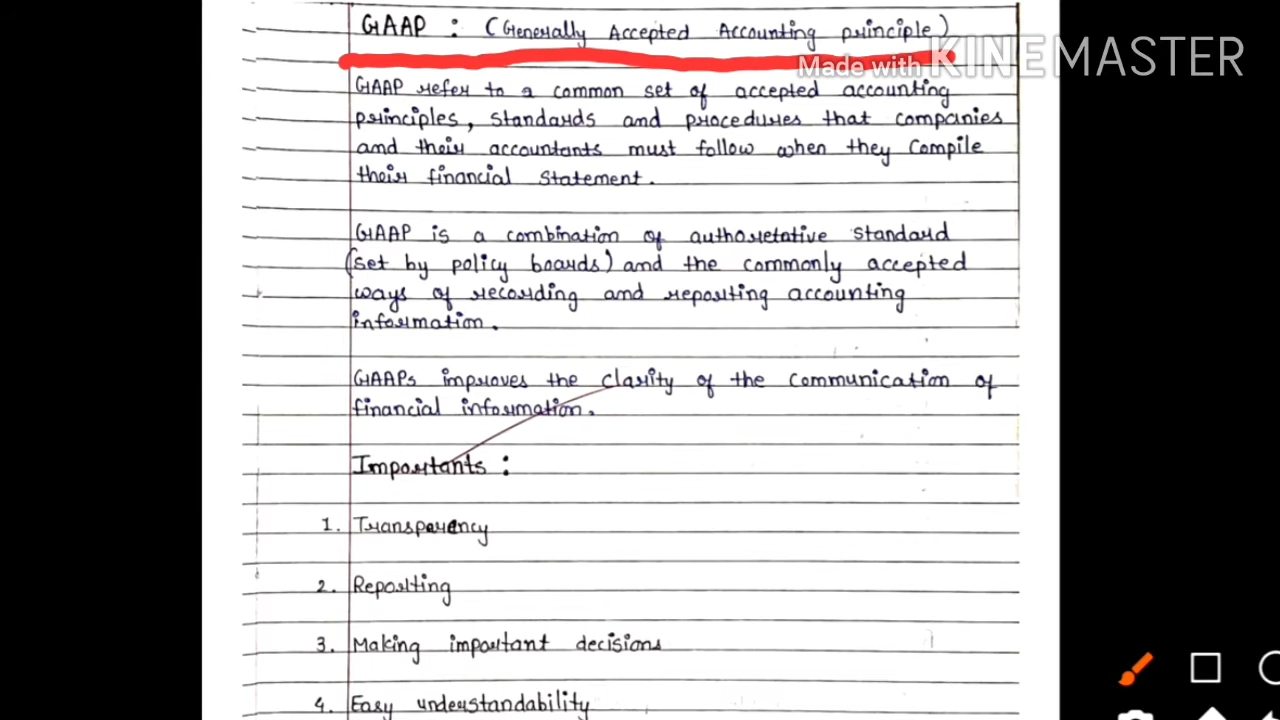 GAAP : (Generally Accepted Accounting principle)
Made with KINEMASTER
GAAP refer to a common set of accepted accounting
principles, standards and procedures that companies
and their accountants must follow when they compile
their financial statement.
GAAP is a combination of authoretative standard
(set by policy boards) and the commonly accepted
ways of recording and reporting accounting
information.
GAAPs improves the clarity of the communication of
financial information.
Importants :
1. Transparency
2. Reporting
3. Making important decisions
4. Easy understandability